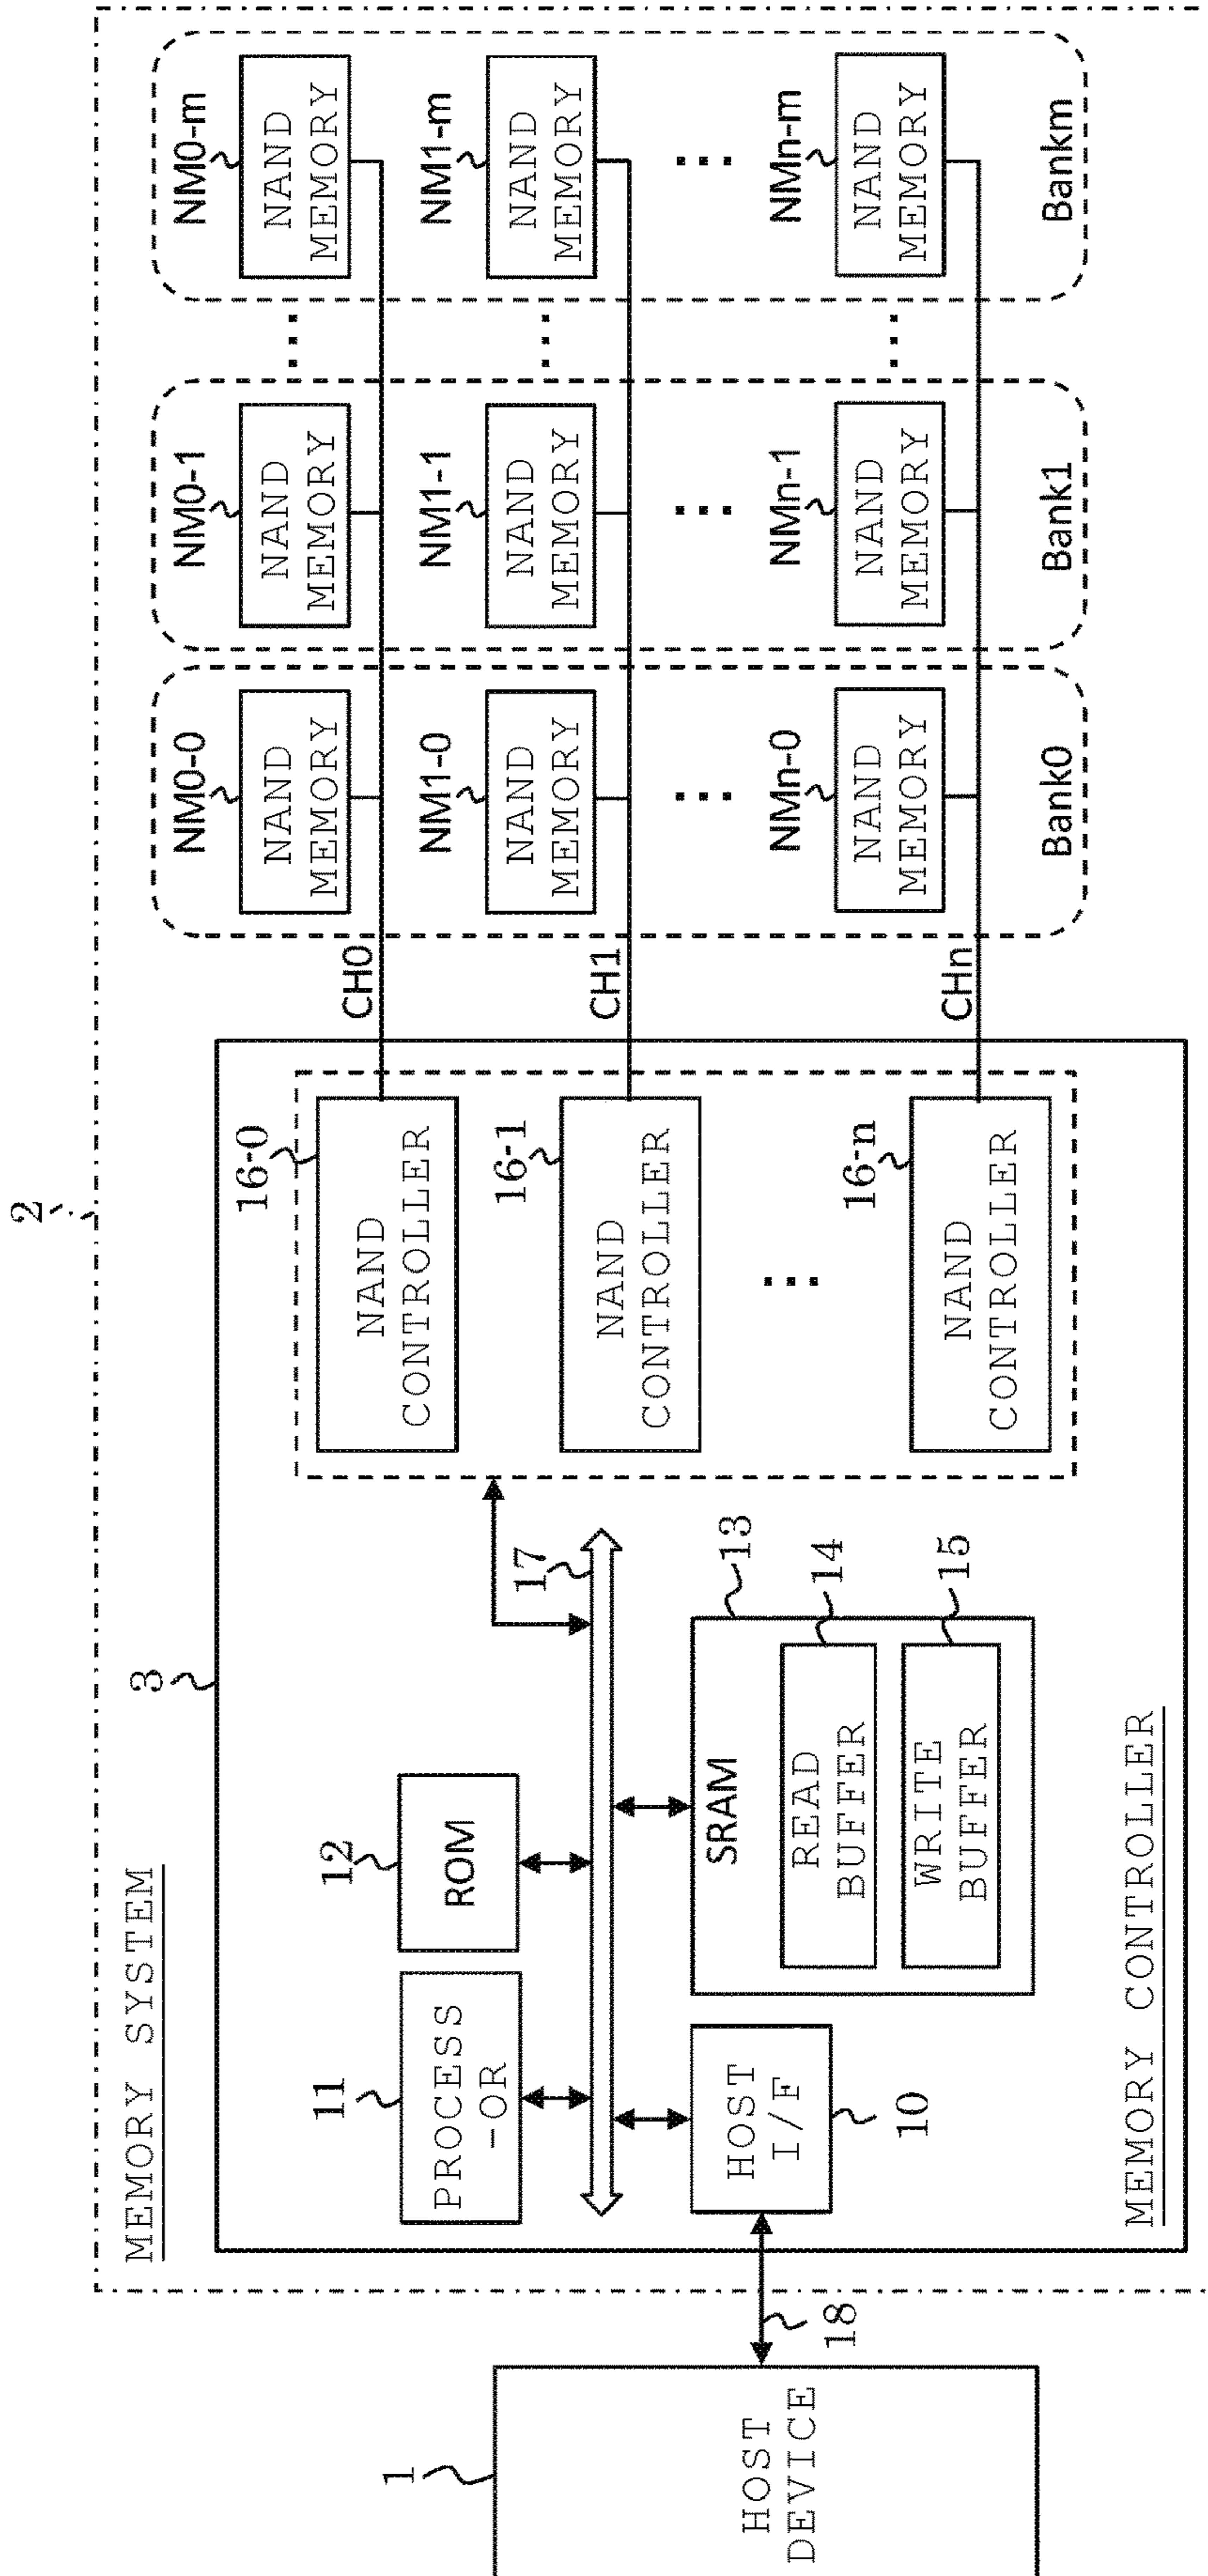 2
MEMORY SYSTEM
3
NM0-0
NAND
MEMORY
NM0-1
NAND
MEMORY
NM0-m
NAND
MEMORY
CH0
16-0
NAND
CONTROLLER
NM1-0
NAND
MEMORY
NM1-1
NAND
MEMORY
NM1-m
NAND
MEMORY
CH1
16-1
NAND
CONTROLLER
...
NMn-0
NAND
MEMORY
NMn-1
NAND
MEMORY
NMn-m
NAND
MEMORY
CHn
16-n
NAND
CONTROLLER
Bank0
Bank1
Bankm
11
PROCESS
-OR
12
ROM
17
1
HOST
DEVICE
18
HOST
I/F
10
SRAM
13
READ
BUFFER
14
WRITE
BUFFER
15
MEMORY CONTROLLER